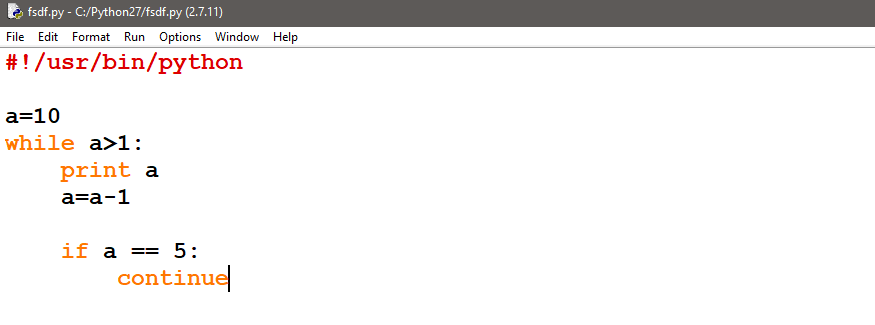 fsdf.py - C:/Python27/fsdf.py (2.7.11)
File Edit Format Run Options Window Help
#!/usr/bin/python
a=10
while a>1:
    print a
    a=a-1
    if a == 5:
        continue